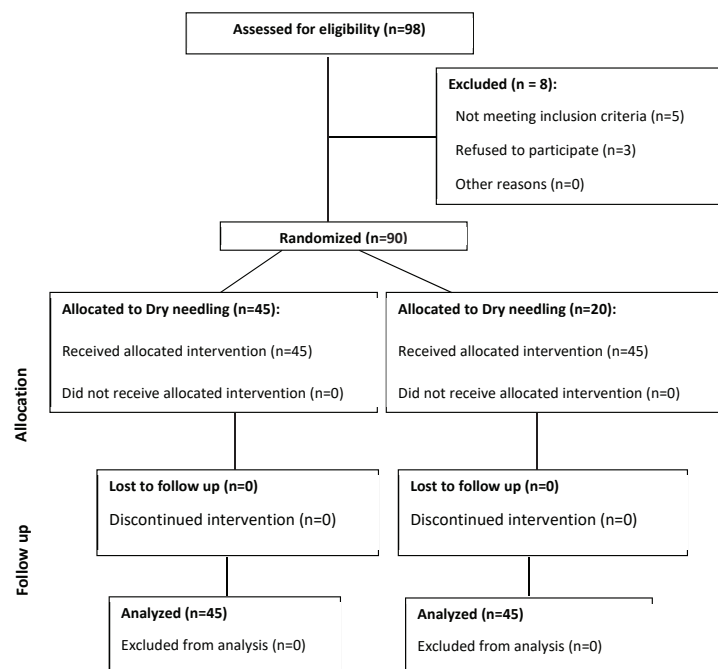 Assessed for eligibility (n=98)
Excluded (n = 8):
Not meeting inclusion criteria (n=5)
Refused to participate (n=3)
Other reasons (n=0)
Randomized (n=90)
Allocation
Allocated to Dry needling (n=45):
Received allocated intervention (n=45)
Did not receive allocated intervention (n=0)
Allocated to Dry needling (n=20):
Received allocated intervention (n=45)
Did not receive allocated intervention (n=0)
Follow up
Lost to follow up (n=0)
Discontinued intervention (n=0)
Lost to follow up (n=0)
Discontinued intervention (n=0)
Analyzed (n=45)
Excluded from analysis (n=0)
Analyzed (n=45)
Excluded from analysis (n=0)